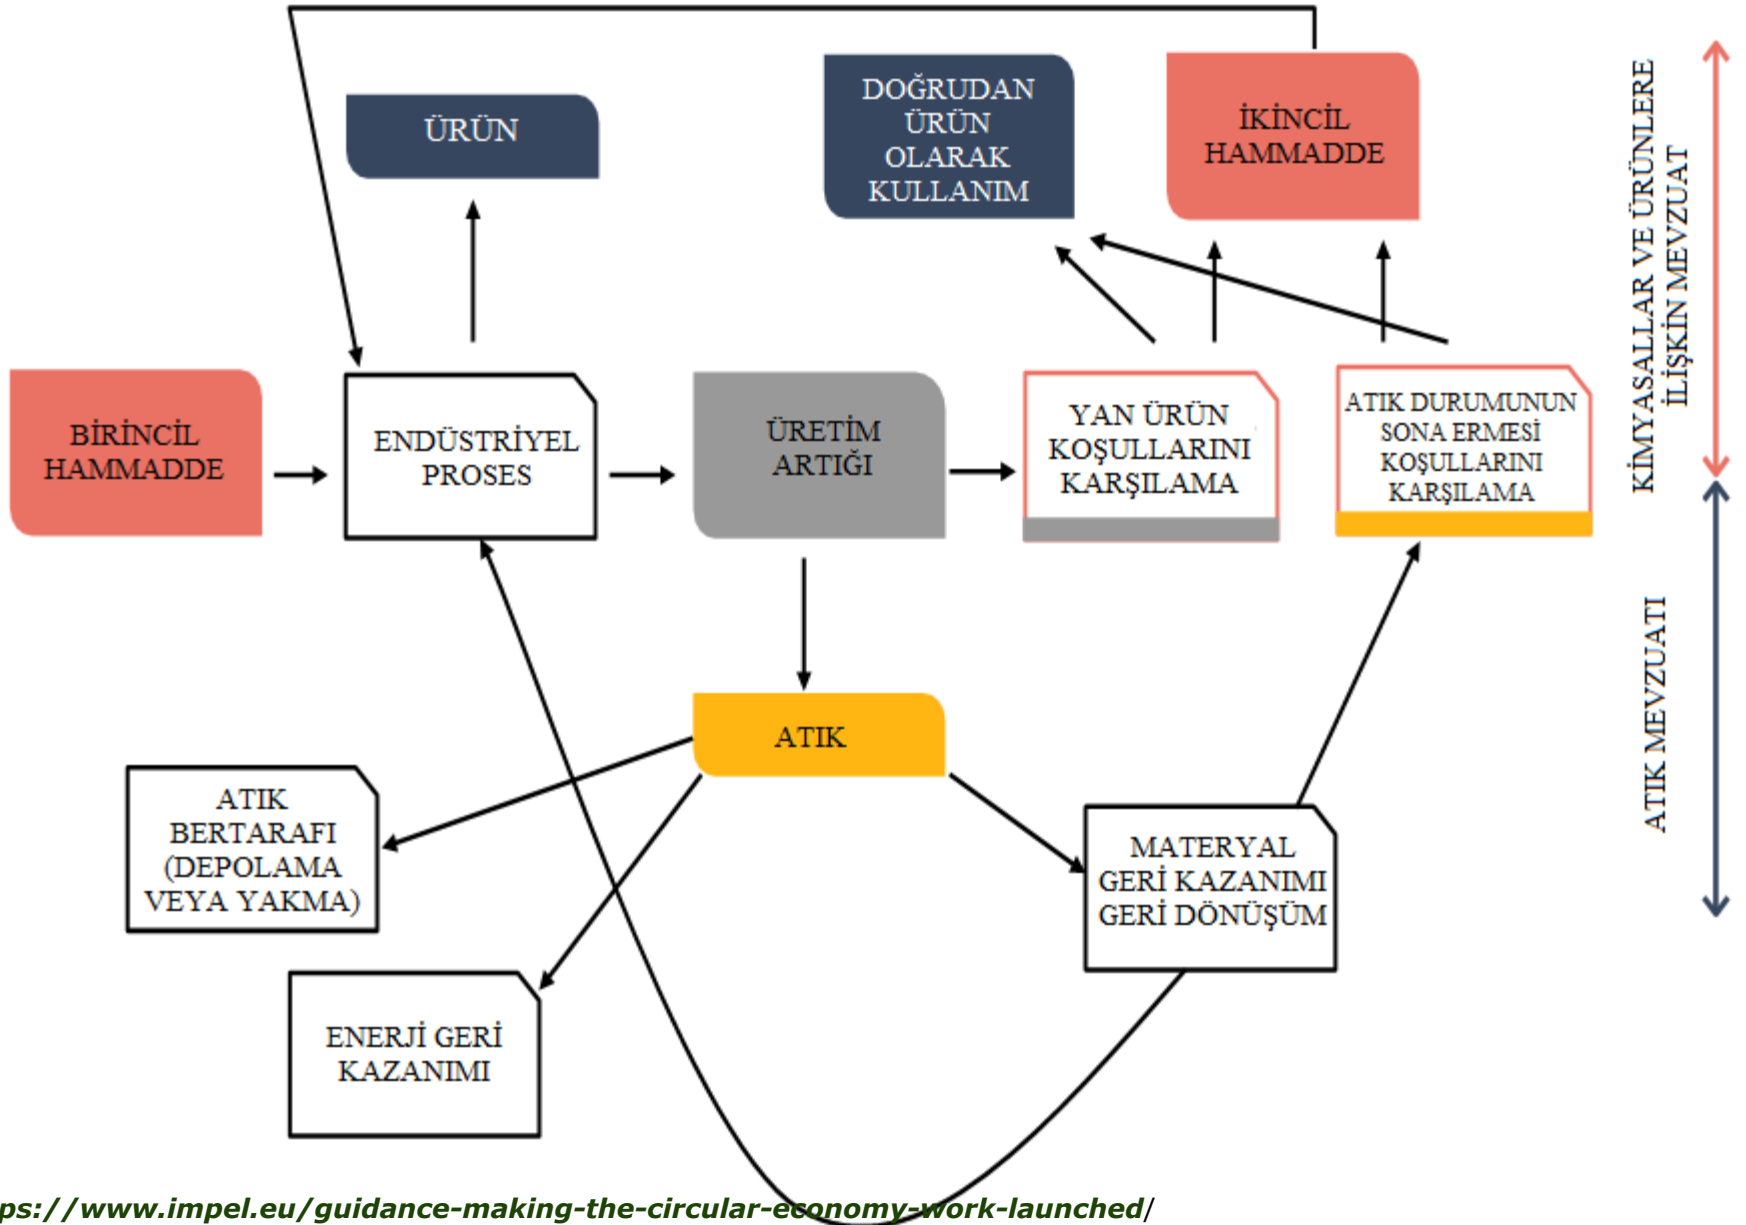 ÜRÜN
DOĞRUDAN
ÜRÜN
OLARAK
KULLANIM
İKİNCİL
HAMMADDE
KİMYASALLAR VE ÜRÜNLERE
İLİŞKİN MEVZUAT
BİRİNCİL
HAMMADDE
ENDÜSTRİYEL
PROSES
ÜRETİM
ARTIĞI
YAN ÜRÜN
KOŞULLARINI
KARŞILAMA
ATIK DURUMUNUN
SONA ERMESİ
KOŞULLARINI
KARŞILAMA
ATIK MEVZUATI
ATIK
ATIK
BERTARAFI
(DEPOLAMA
VEYA YAKMA)
MATERYAL
GERİ KAZANIMI
GERİ DÖNÜŞÜM
ENERJİ GERİ
KAZANIMI
ps://www.impel.eu/guidance-making-the-circular-economy-work-launched/